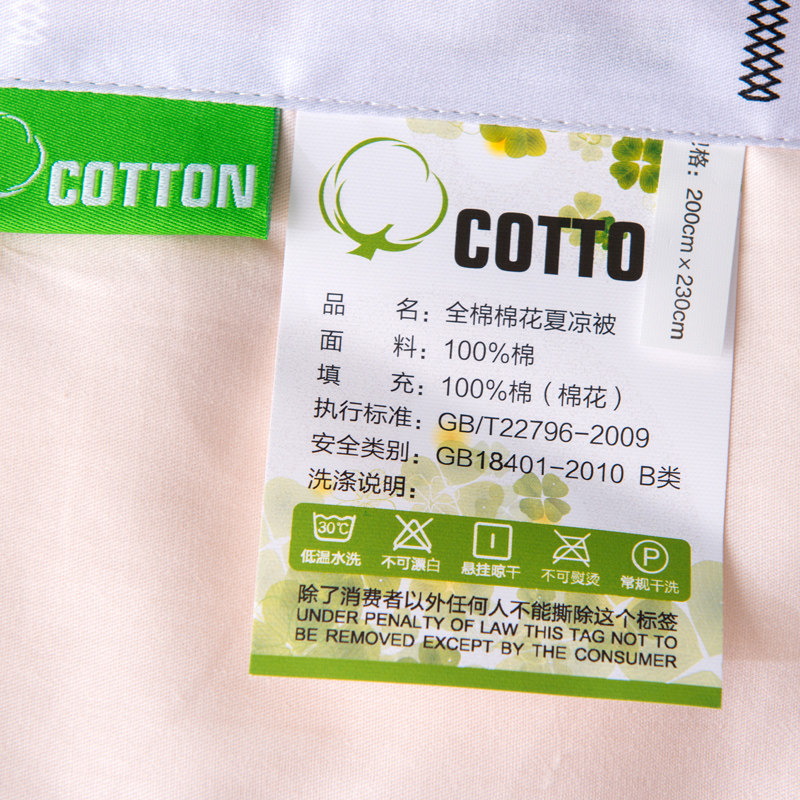 COTTON
COTTO
格：200cm×230cm
品 名：全棉棉花夏凉被
面 料：100%棉
填 充：100%棉（棉花）
执行标准：GB/T22796-2009
安全类别：GB18401-2010 B类
洗涤说明：
30℃ P
低温水洗 不可漂白 悬挂晾干 不可熨烫 常规干洗
除了消费者以外任何人不能撕除这个标签
UNDER PENALTY OF LAW THIS TAG NOT TO
BE REMOVED EXCEPT BY THE CONSUMER